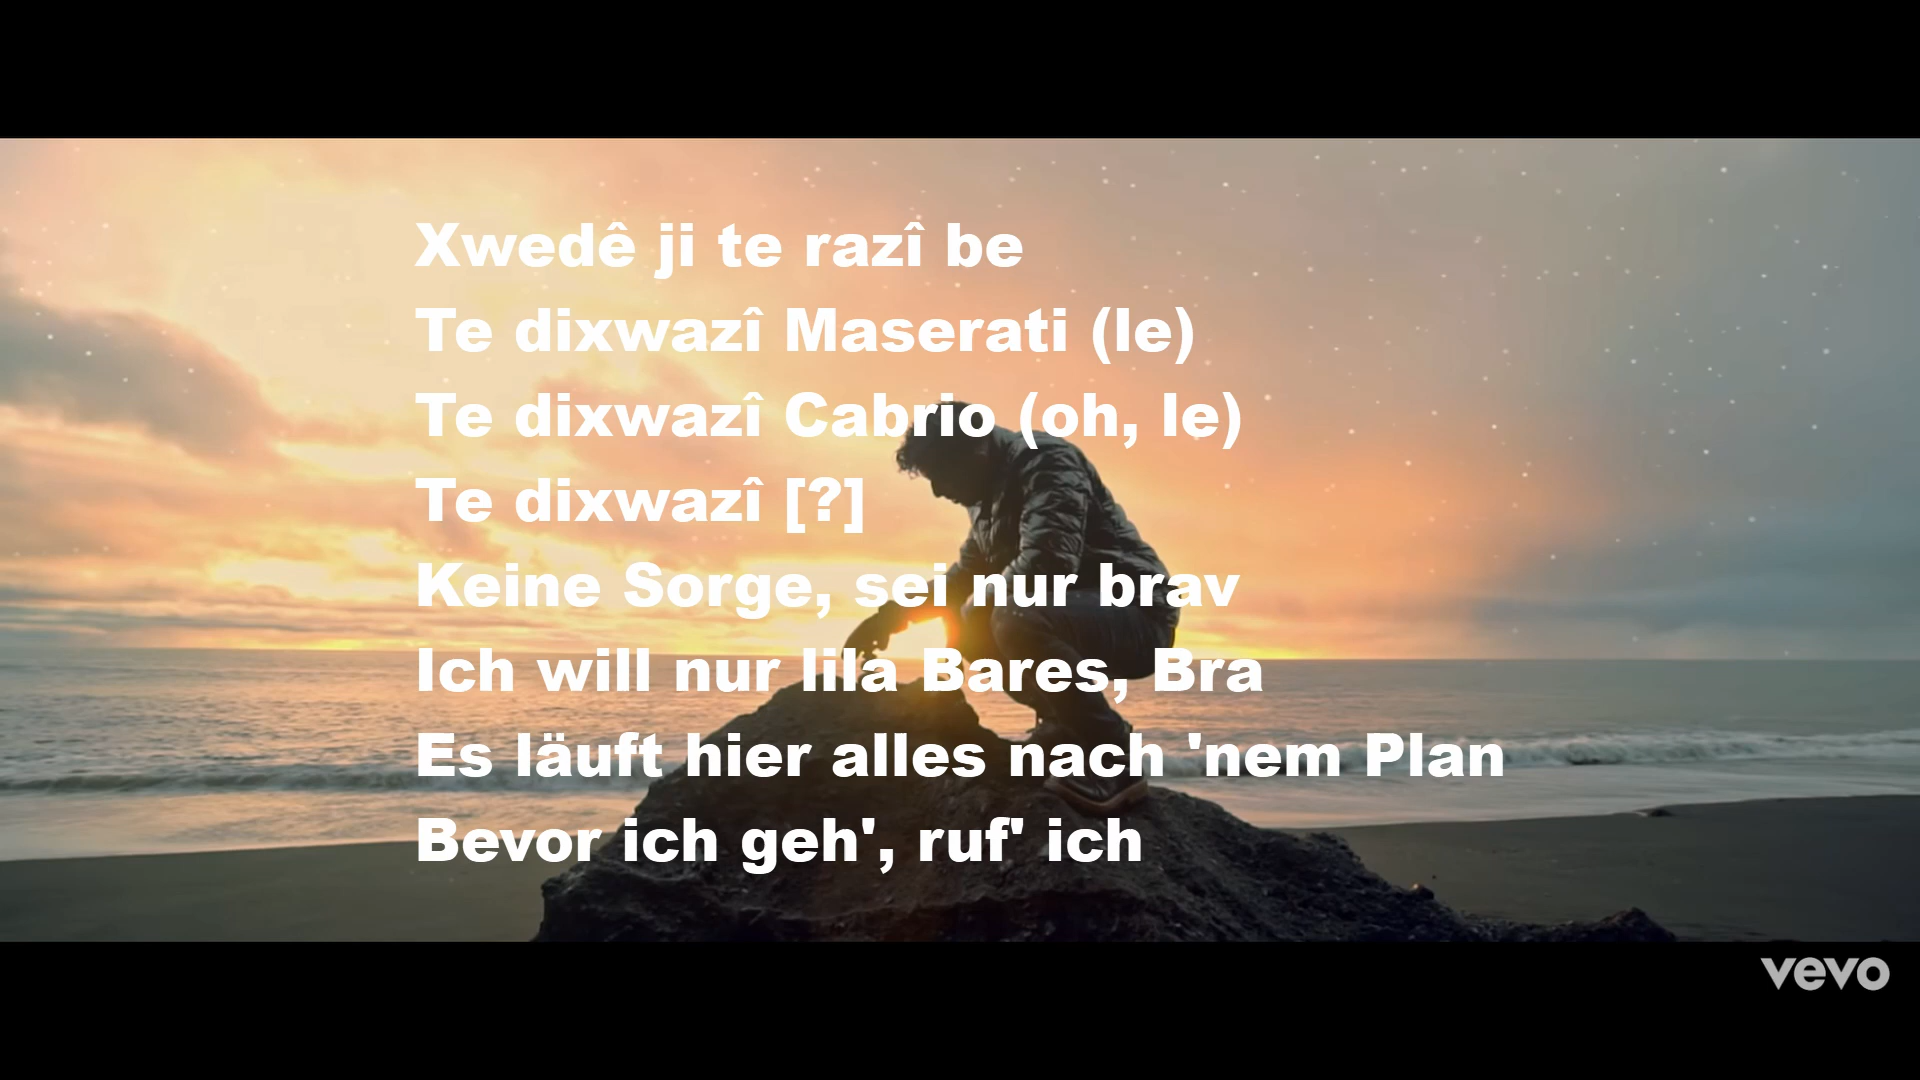 Xwedê ji te razî be
Te dixwazî Maserati (le)
Te dixwazî Cabrio (oh, le)
Te dixwazî [?]
Keine Sorge, sei nur brav
Ich will nur lila Bares, Bra
Es läuft hier alles nach 'nem Plan
Bevor ich geh', ruf' ich
vevo